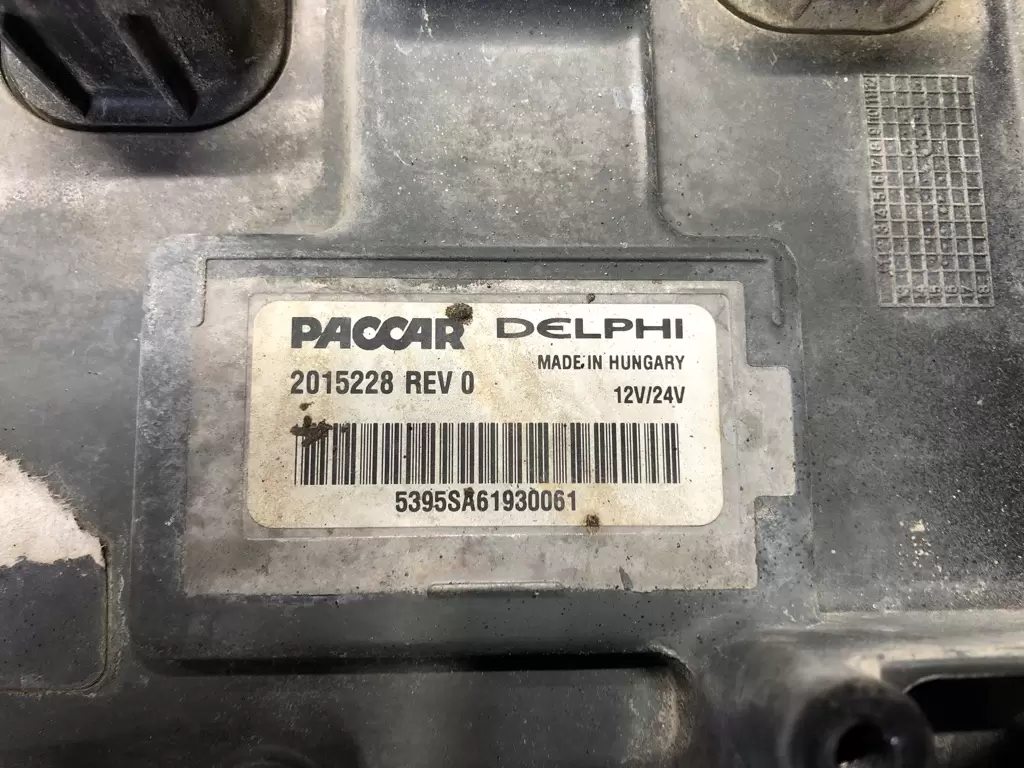 PACCAR DELPHI
MADE IN HUNGARY
2015228 REV 0
12V/24V
5395SA61930061